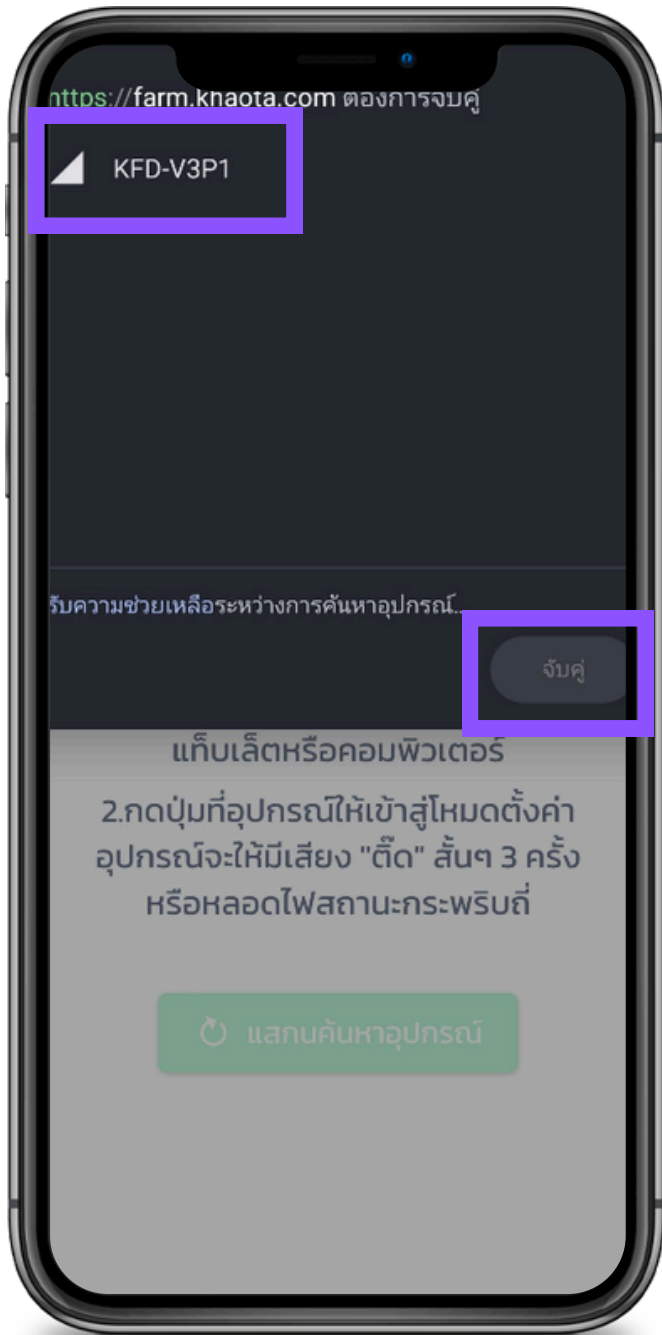 https://farm.khaota.com ต้องการจับคู่
KFD-V3P1
รับความช่วยเหลือระหว่างการค้นหาอุปกรณ์...
จับคู่
แท็บเล็ตหรือคอมพิวเตอร์
2.กดปุ่มที่อุปกรณ์ให้เข้าสู่โหมดตั้งค่า
อุปกรณ์จะให้มีเสียง "ติ๊ด" สั้นๆ 3 ครั้ง
หรือหลอดไฟสถานะกระพริบถี่
แสกนค้นหาอุปกรณ์